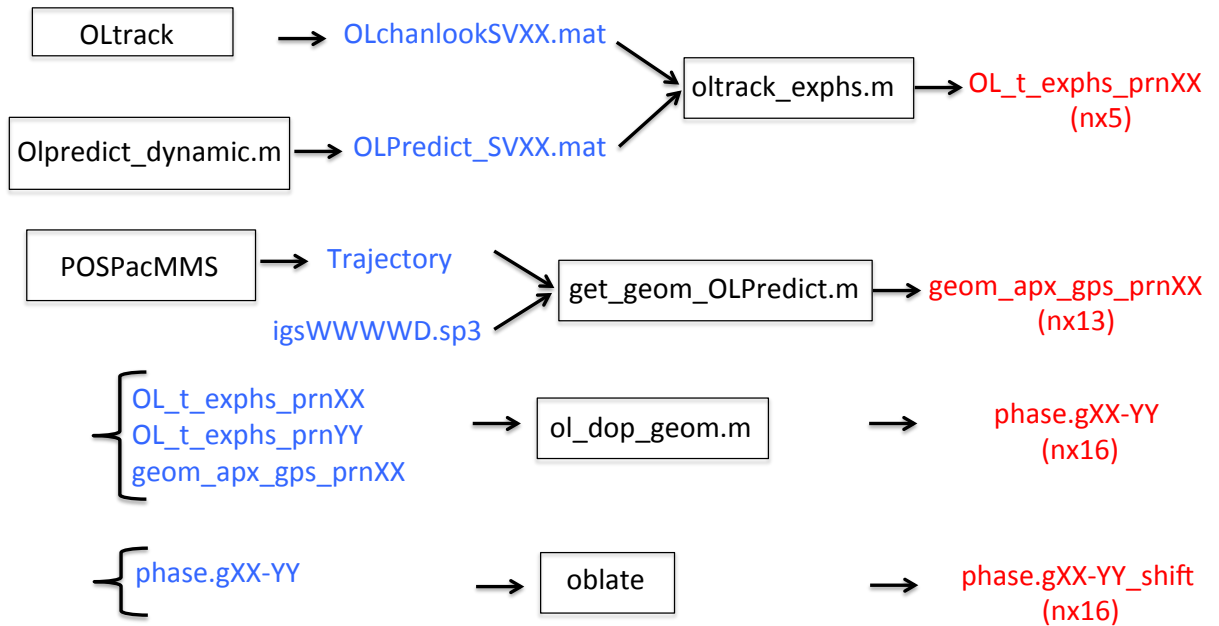 OLtrack
OLchanlookSVXX.mat
oltrack_exphs.m
OL_t_exphs_prnXX
(nx5)
Olpredict_dynamic.m
OLPredict_SVXX.mat
POSPacMMS
Trajectory
igsWWWWD.sp3
get_geom_OLPredict.m
geom_apx_gps_prnXX
(nx13)
OL_t_exphs_prnXX
OL_t_exphs_prnYY
geom_apx_gps_prnXX
ol_dop_geom.m
phase.gXX-YY
(nx16)
phase.gXX-YY
oblate
phase.gXX-YY_shift
(nx16)